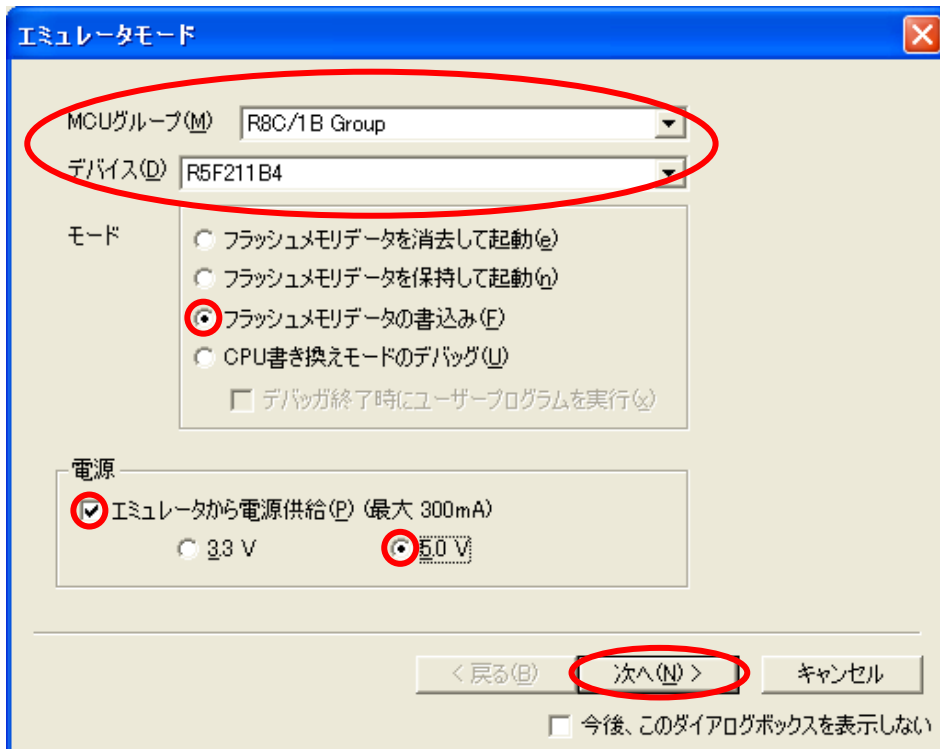 エミュレータモード
MCUグループ(M) R8C/1B Group
デバイス(D) R5F211B4
モード
フラッシュメモリデータを消去して起動(e)
フラッシュメモリデータを保持して起動(n)
フラッシュメモリデータの書込み(F)
CPU書き換えモードのデバッグ(U)
デバッガ終了時にユーザープログラムを実行(x)
電源
エミュレータから電源供給(P) (最大 300mA)
3.3 V 5.0 V
< 戻る(B) 次へ(N) > キャンセル
今後、このダイアログボックスを表示しない